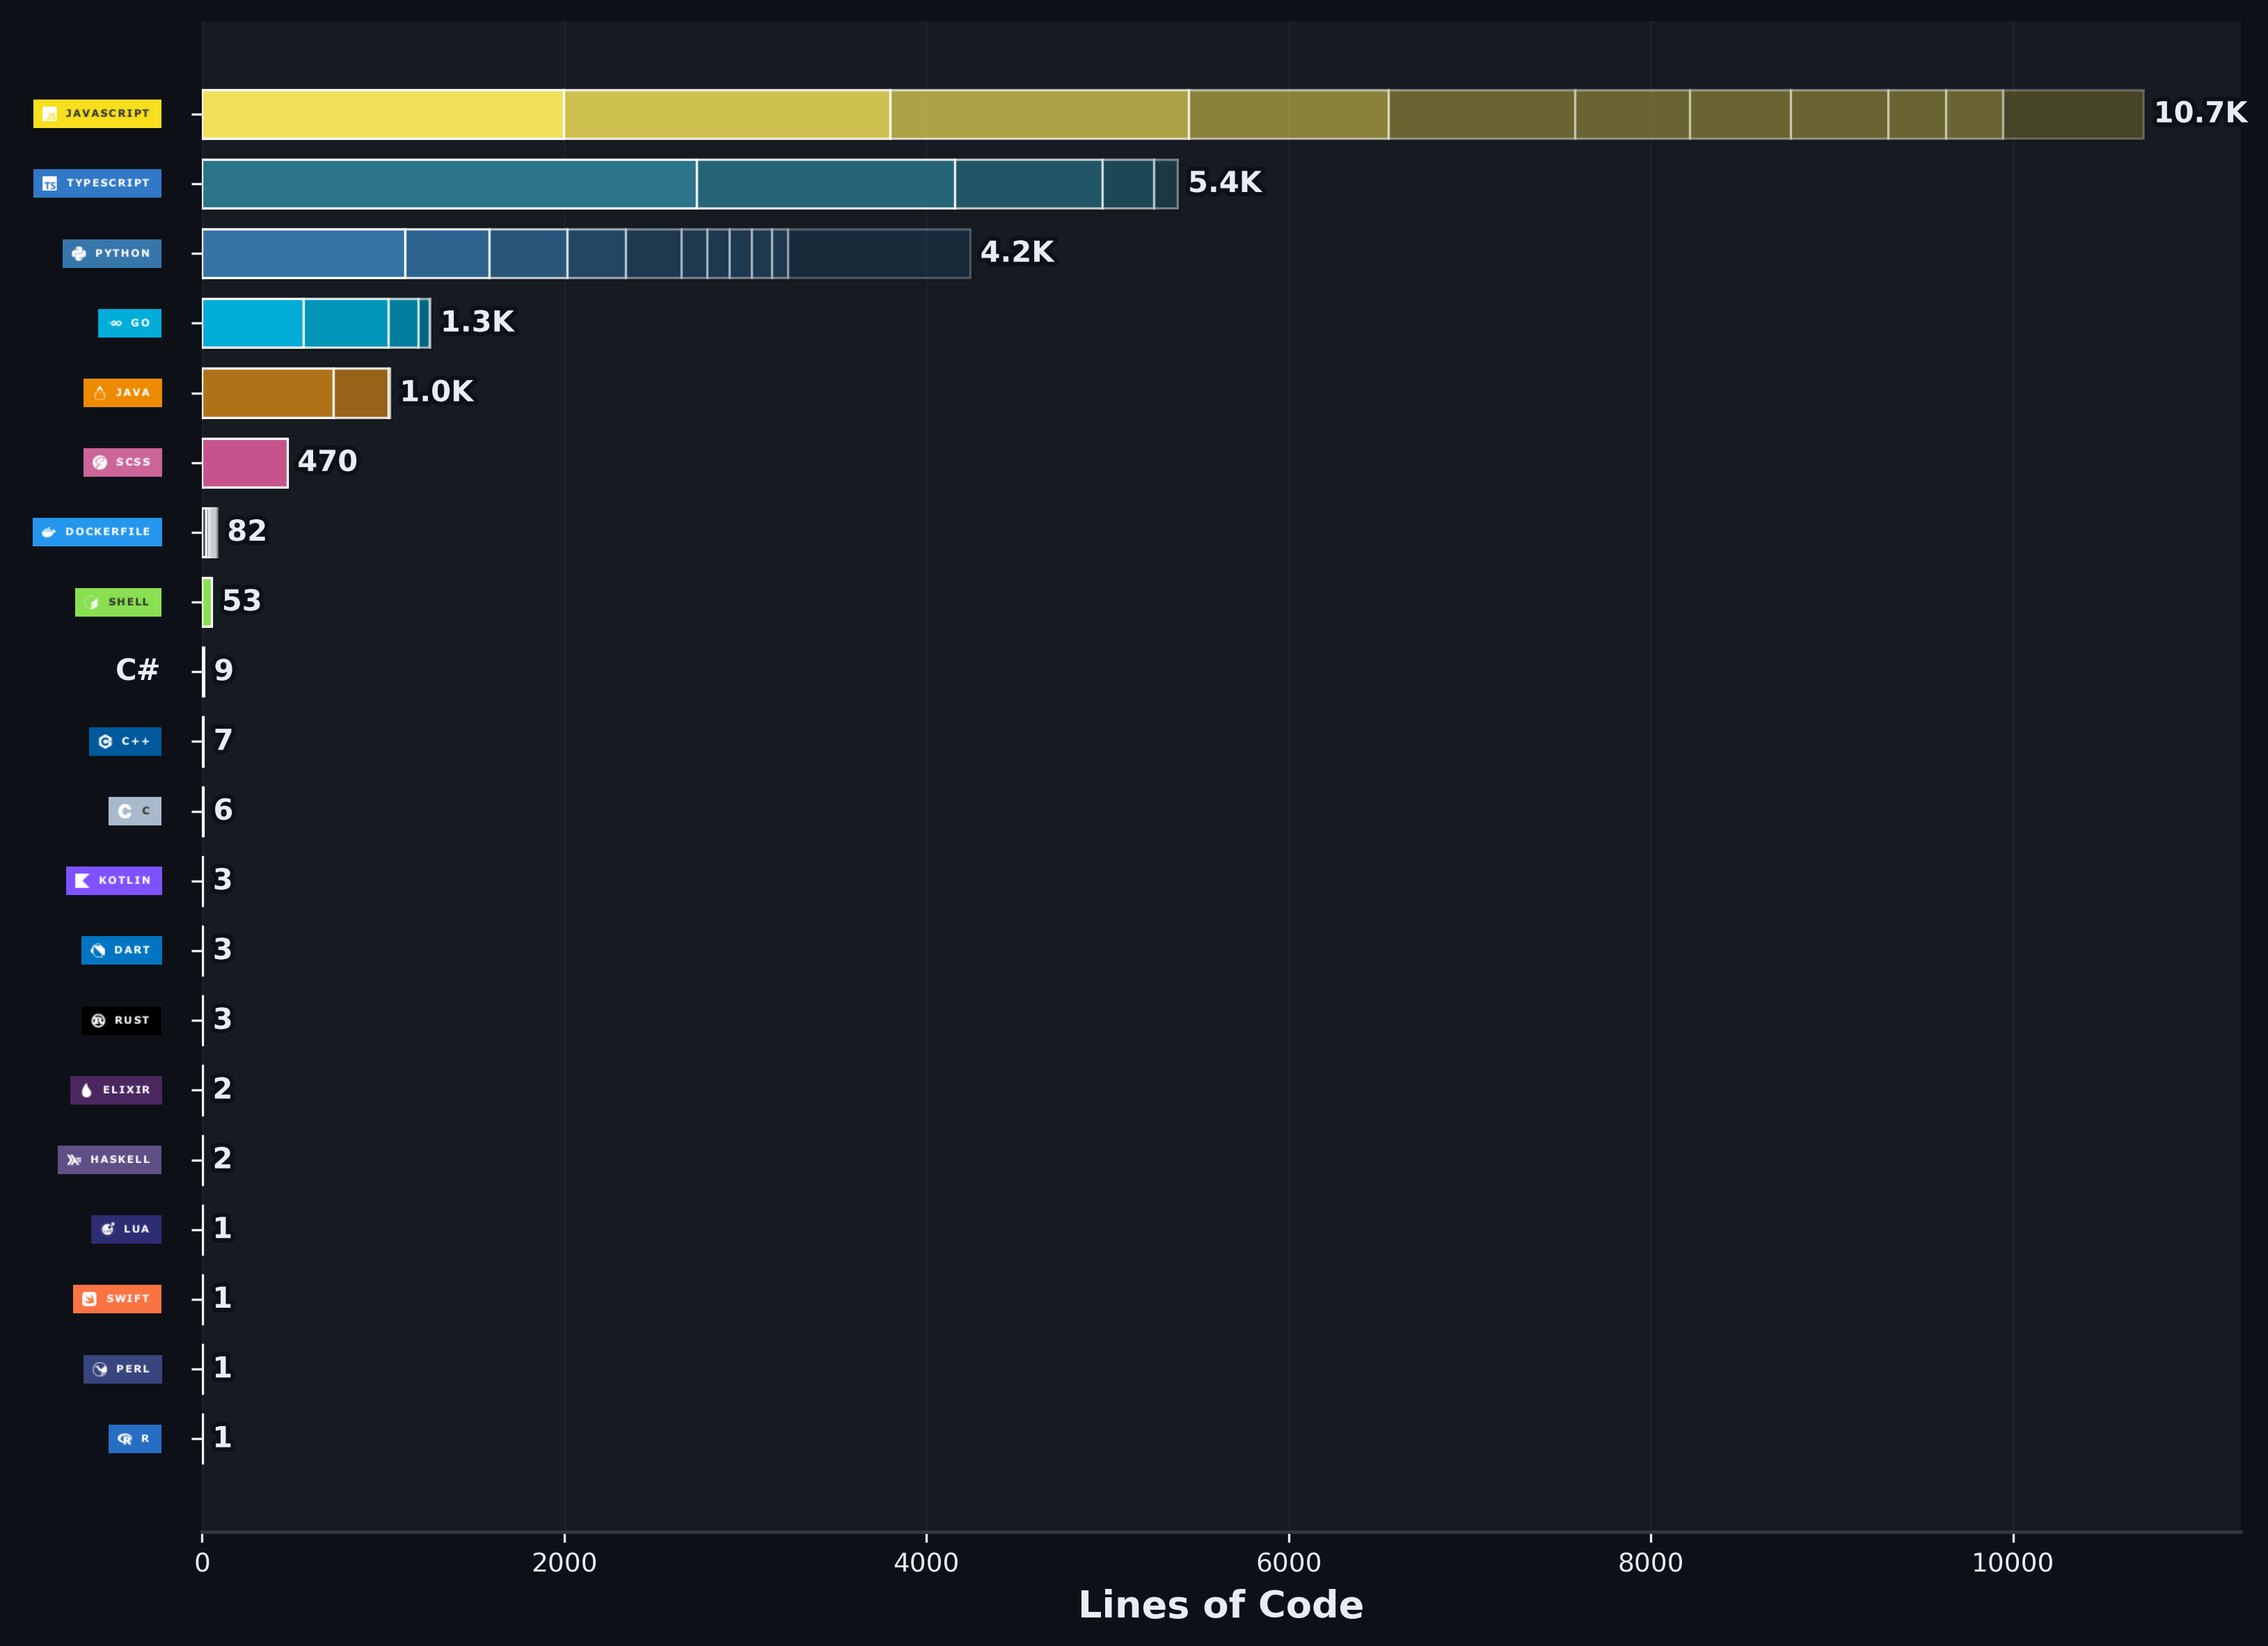 JAVASCRIPT 10.7K
TS TYPESCRIPT 5.4K
PYTHON 4.2K
GO GO 1.3K
JAVA 1.0K
SCSS 470
DOCKERFILE 82
SHELL 53
C# 9
C C++ 7
C C 6
KOTLIN 3
DART 3
R RUST 3
ELIXIR 2
HASKELL 2
LUA 1
SWIFT 1
PERL 1
R R 1
0 2000 4000 6000 8000 10000
Lines of Code